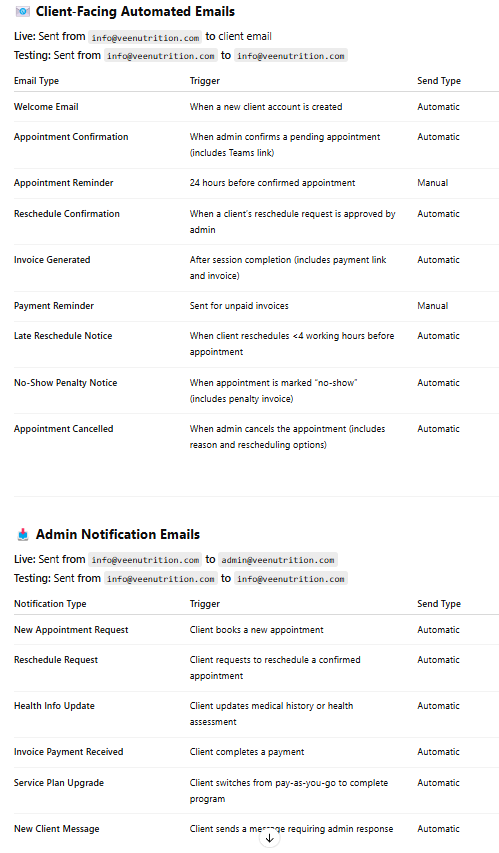 Client-Facing Automated Emails
Live: Sent from info@veenutrition.com to client email
Testing: Sent from info@veenutrition.com to info@veenutrition.com
Email Type Trigger Send Type
Welcome Email When a new client account is created Automatic
Appointment Confirmation When admin confirms a pending appointment Automatic
(includes Teams link)
Appointment Reminder 24 hours before confirmed appointment Manual
Reschedule Confirmation When a client's reschedule request is approved by Automatic
admin
Invoice Generated After session completion (includes payment link Automatic
and invoice)
Payment Reminder Sent for unpaid invoices Manual
Late Reschedule Notice When client reschedules <4 working hours before Automatic
appointment
No-Show Penalty Notice When appointment is marked "no-show" Automatic
(includes penalty invoice)
Appointment Cancelled When admin cancels the appointment (includes Automatic
reason and rescheduling options)
Admin Notification Emails
Live: Sent from info@veenutrition.com to admin@veenutrition.com
Testing: Sent from info@veenutrition.com to info@veenutrition.com
Notification Type Trigger Send Type
New Appointment Request Client books a new appointment Automatic
Reschedule Request Client requests to reschedule a confirmed Automatic
appointment
Health Info Update Client updates medical history or health Automatic
assessment
Invoice Payment Received Client completes a payment Automatic
Service Plan Upgrade Client switches from pay-as-you-go to complete Automatic
program
New Client Message Client sends a message requiring admin response Automatic